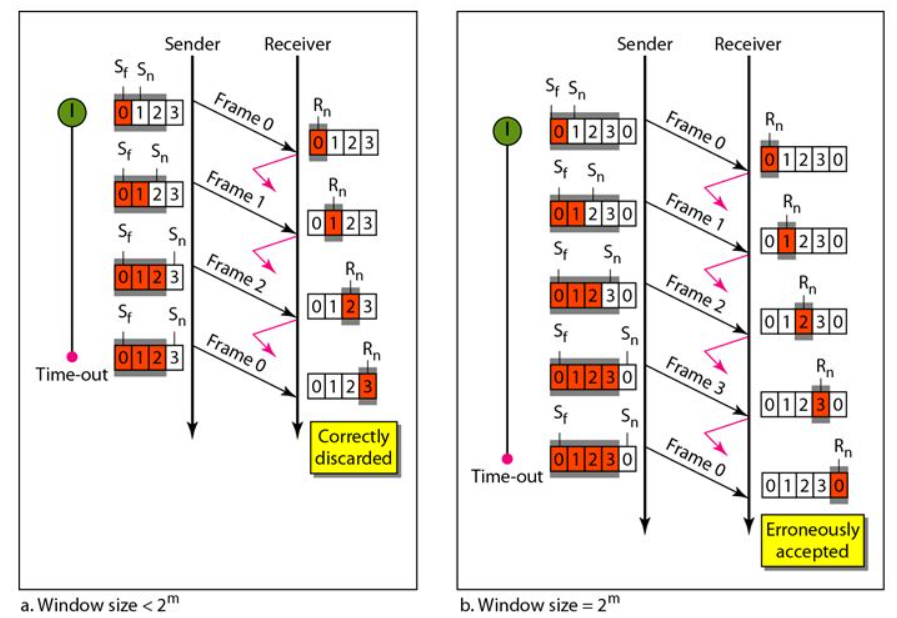 Sender Receiver
Sf Sn
0 1 2 3
Frame 0
Rn
0 1 2 3
Sf Sn
0 1 2 3
Frame 1
Rn
0 1 2 3
Sf Sn
0 1 2 3
Frame 2
Rn
0 1 2 3
Sf Sn
0 1 2 3
Frame 0
Rn
0 1 2 3
Time-out
Correctly
discarded
a. Window size < 2^m
Sender Receiver
Sf Sn
0 1 2 3 0
Frame 0
Rn
0 1 2 3 0
Sf Sn
0 1 2 3 0
Frame 1
Rn
0 1 2 3 0
Sf Sn
0 1 2 3 0
Frame 2
Rn
0 1 2 3 0
Sf Sn
0 1 2 3 0
Frame 3
Rn
0 1 2 3 0
Sf Sn
0 1 2 3 0
Frame 0
Rn
0 1 2 3 0
Time-out
Erroneously
accepted
b. Window size = 2^m